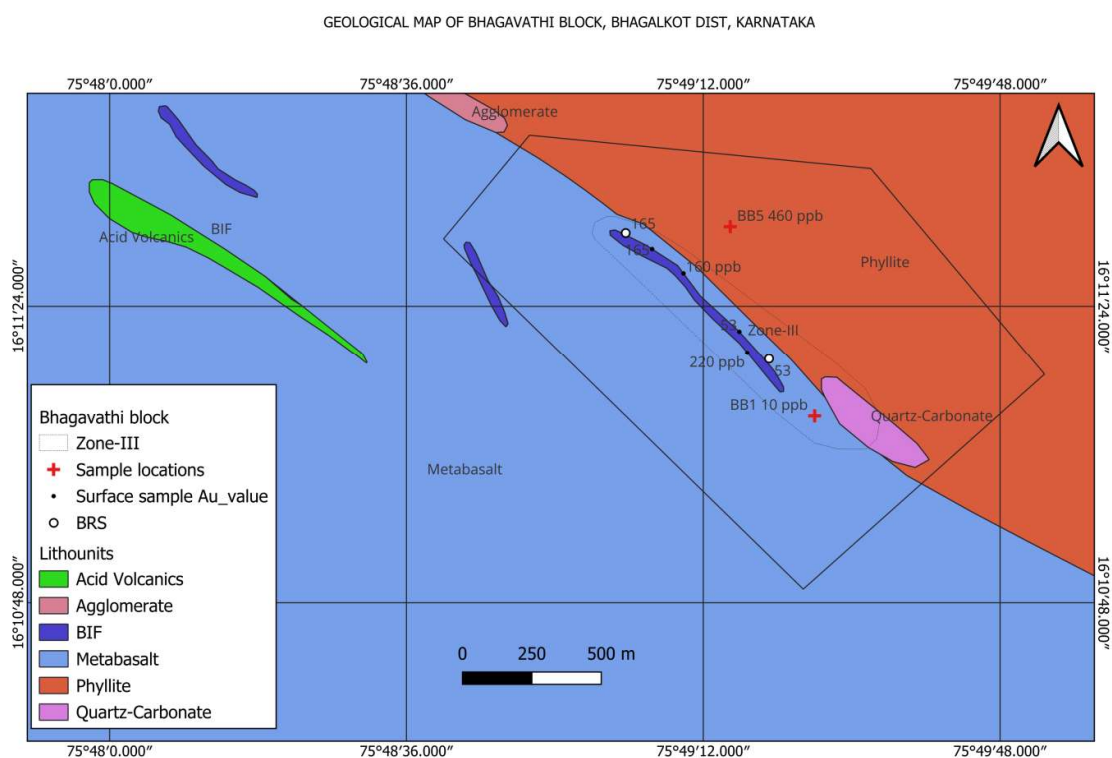 GEOLOGICAL MAP OF BHAGAVATHI BLOCK, BHAGALKOT DIST, KARNATAKA
75°48′0.000″ 75°48′36.000″ 75°49′12.000″ 75°49′48.000″
Agglomerate
BB5 460 ppb
165
BIF
Acid Volcanics
165
160 ppb
Phyllite
16°11′24.000″
16°11′24.000″
53
Zone-III
220 ppb
53
BB1 10 ppb
Quartz-Carbonate
Metabasalt
Bhagavathi block
Zone-III
Sample locations
Surface sample Au_value
BRS
Lithounits
Acid Volcanics
Agglomerate
BIF
Metabasalt
Phyllite
Quartz-Carbonate
16°10′48.000″
16°10′48.000″
0 250 500 m
75°48′0.000″ 75°48′36.000″ 75°49′12.000″ 75°49′48.000″